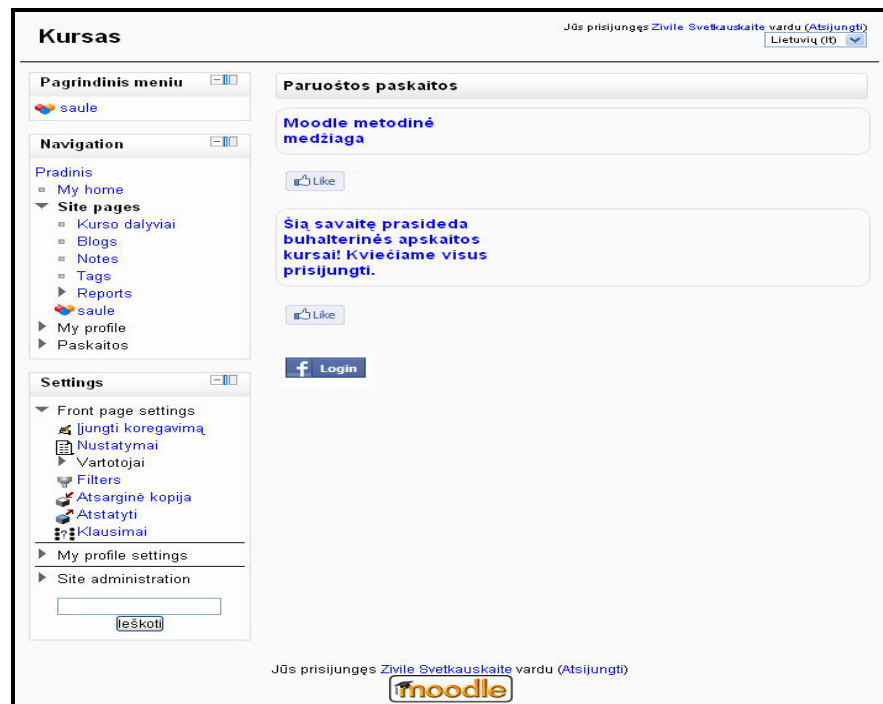 Kursas
Jūs prisijungęs Zivile Svetkauskaite vardu (Atsijungti)
Lietuvių (lt)
Pagrindinis meniu
saule
Navigation
Pradinis
My home
Site pages
Kurso dalyviai
Blogs
Notes
Tags
Reports
saule
My profile
Paskaitos
Settings
Front page settings
Įjungti koregavimą
Nustatymai
Vartotojai
Filters
Atsarginė kopija
Atstatyti
Klausimai
My profile settings
Site administration
Ieškoti
Paruoštos paskaitos
Moodle metodinė
medžiaga
Like
Šią savaitę prasideda
buhalterinės apskaitos
kursai! Kviečiame visus
prisijungti.
Like
f Login
Jūs prisijungęs Zivile Svetkauskaite vardu (Atsijungti)
moodle